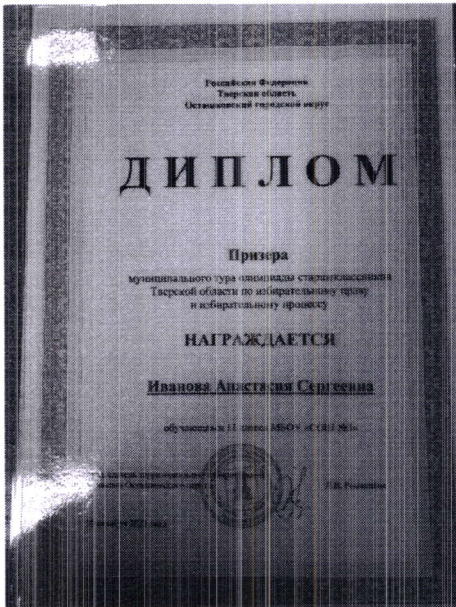 Российская Федерация
Тверская область
Осташковский городской округ
ДИПЛОМ
Призера
муниципального тура олимпиады старшеклассников
Тверской области по избирательному праву
и избирательному процессу
НАГРАЖДАЕТСЯ
Иванова Анастасия Сергеевна
обучающаяся 11 класса МБОУ «СОШ №1»